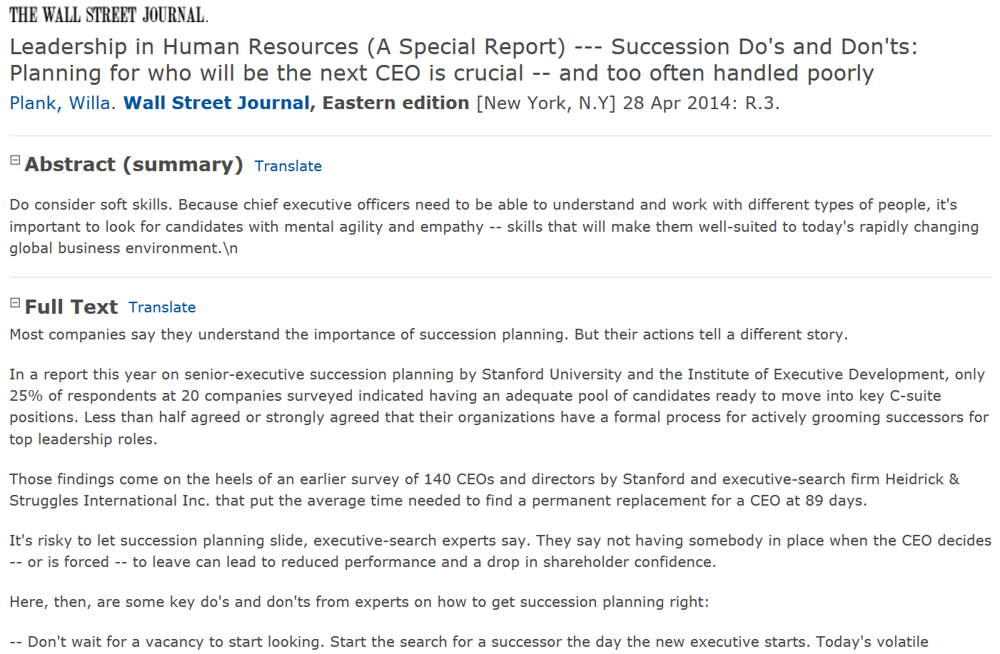 THE WALL STREET JOURNAL.
Leadership in Human Resources (A Special Report) --- Succession Do's and Don'ts:
Planning for who will be the next CEO is crucial -- and too often handled poorly
Plank, Willa. Wall Street Journal, Eastern edition [New York, N.Y] 28 Apr 2014: R.3.
Abstract (summary) Translate
Do consider soft skills. Because chief executive officers need to be able to understand and work with different types of people, it's
important to look for candidates with mental agility and empathy -- skills that will make them well-suited to today's rapidly changing
global business environment.\n
Full Text Translate
Most companies say they understand the importance of succession planning. But their actions tell a different story.
In a report this year on senior-executive succession planning by Stanford University and the Institute of Executive Development, only
25% of respondents at 20 companies surveyed indicated having an adequate pool of candidates ready to move into key C-suite
positions. Less than half agreed or strongly agreed that their organizations have a formal process for actively grooming successors for
top leadership roles.
Those findings come on the heels of an earlier survey of 140 CEOs and directors by Stanford and executive-search firm Heidrick &
Struggles International Inc. that put the average time needed to find a permanent replacement for a CEO at 89 days.
It's risky to let succession planning slide, executive-search experts say. They say not having somebody in place when the CEO decides
-- or is forced -- to leave can lead to reduced performance and a drop in shareholder confidence.
Here, then, are some key do's and don'ts from experts on how to get succession planning right:
-- Don't wait for a vacancy to start looking. Start the search for a successor the day the new executive starts. Today's volatile